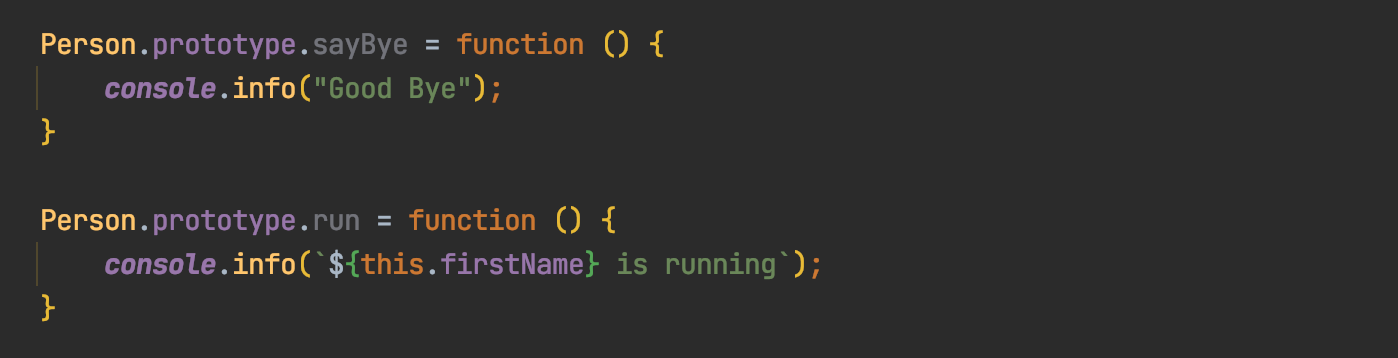 Person.prototype.sayBye = function () {
    console.info("Good Bye");
}

Person.prototype.run = function () {
    console.info(`${this.firstName} is running`);
}